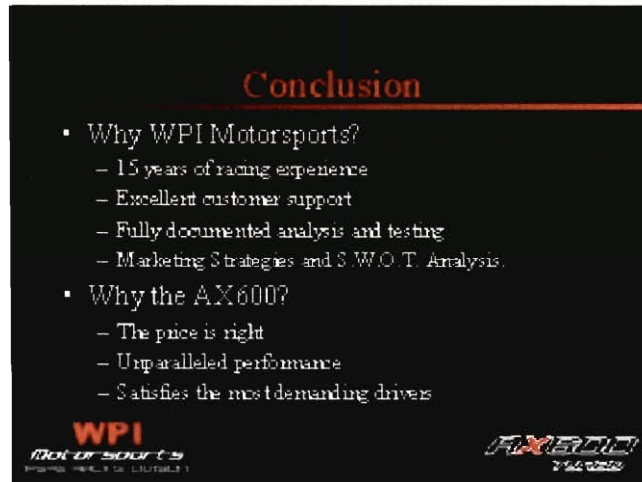 Conclusion
• Why WPI Motorsports?
– 15 years of racing experience
– Excellent customer support
– Fully documented analysis and testing
– Marketing Strategies and S.W.O.T. Analysis.
• Why the AX600?
– The price is right
– Unparalleled performance
– Satisfies the most demanding drivers
WPI
Motorsports
AX600